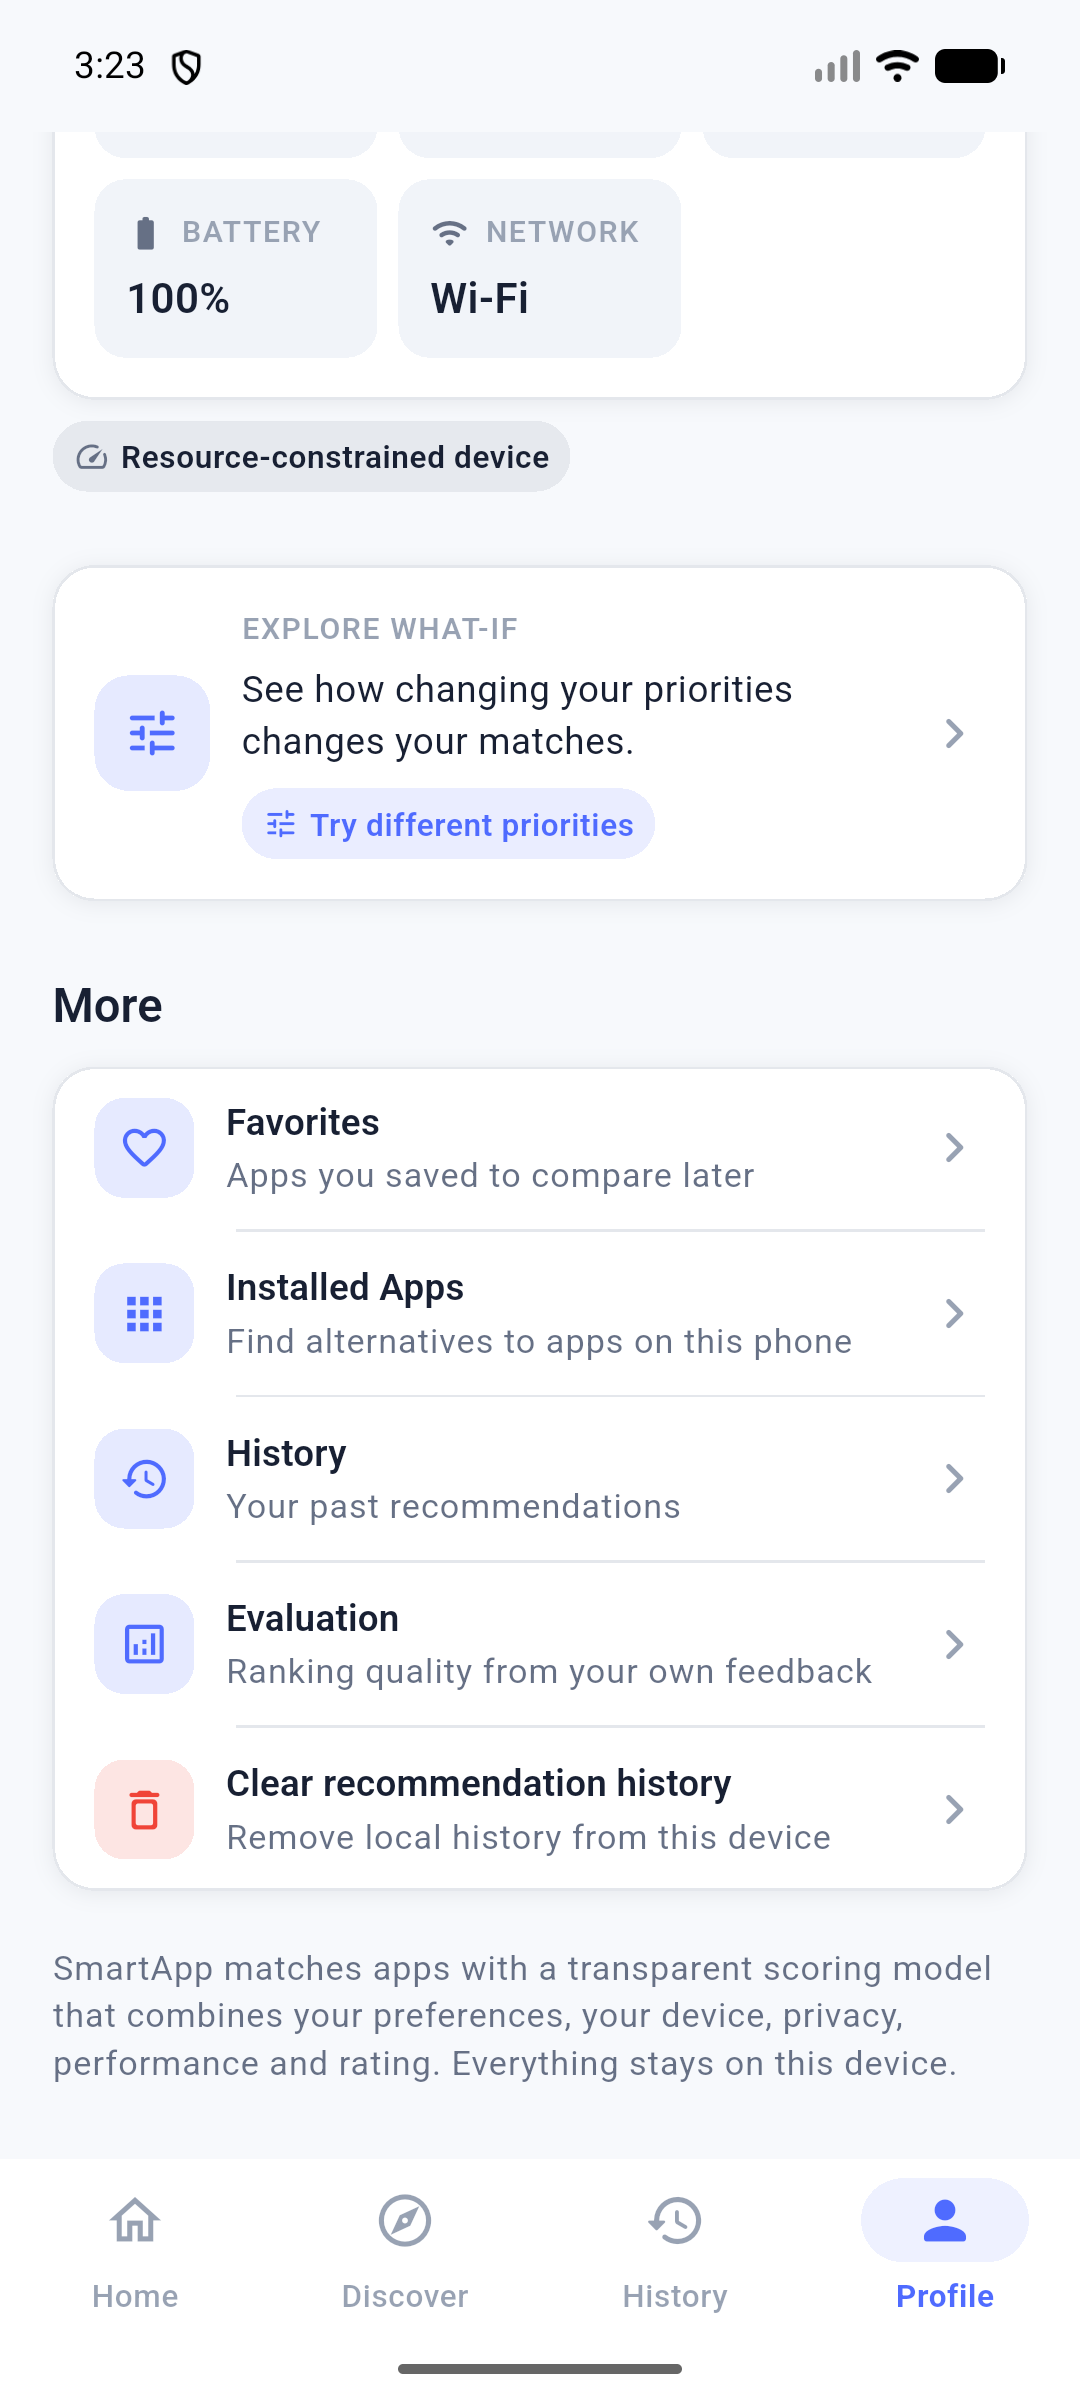 3:23
BATTERY
100%
NETWORK
Wi-Fi
Resource-constrained device
EXPLORE WHAT-IF
See how changing your priorities
changes your matches.
Try different priorities
More
Favorites
Apps you saved to compare later
Installed Apps
Find alternatives to apps on this phone
History
Your past recommendations
Evaluation
Ranking quality from your own feedback
Clear recommendation history
Remove local history from this device
SmartApp matches apps with a transparent scoring model
that combines your preferences, your device, privacy,
performance and rating. Everything stays on this device.
Home
Discover
History
Profile